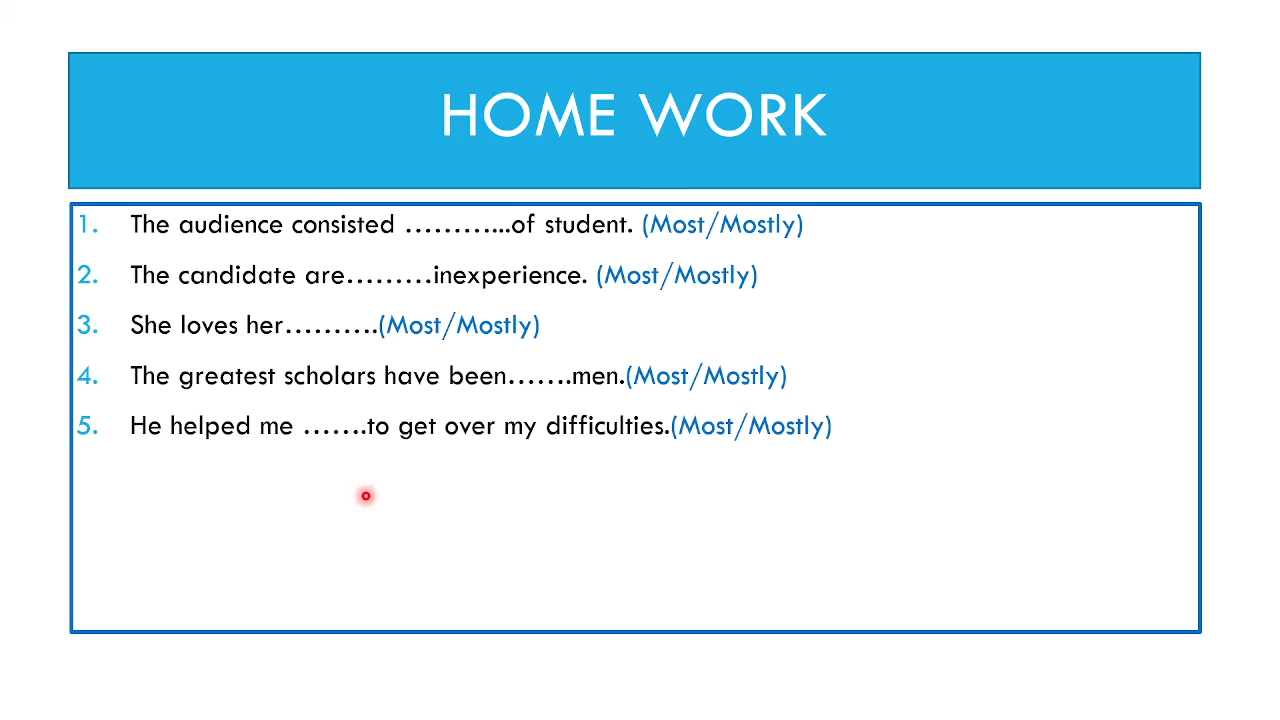 HOME WORK
1. The audience consisted ………...of student. (Most/Mostly)
2. The candidate are………inexperience. (Most/Mostly)
3. She loves her……….(Most/Mostly)
4. The greatest scholars have been…….men.(Most/Mostly)
5. He helped me …….to get over my difficulties.(Most/Mostly)